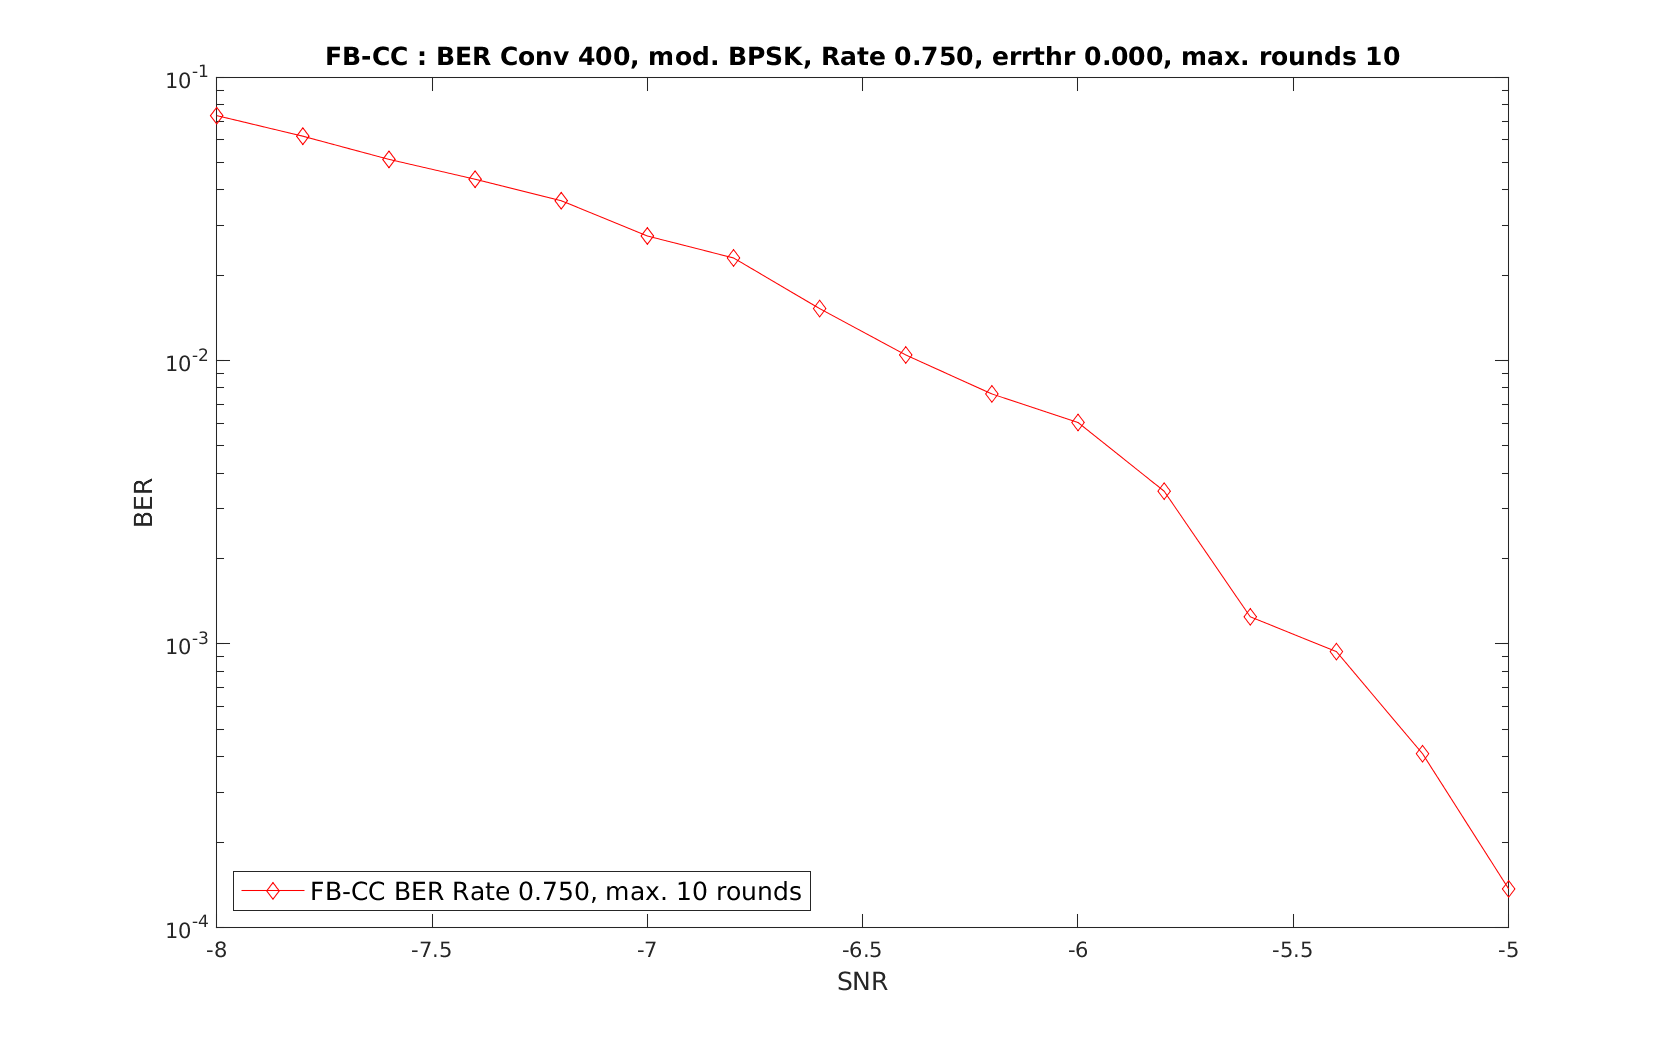 FB-CC : BER Conv 400, mod. BPSK, Rate 0.750, errthr 0.000, max. rounds 10
10^-1
10^-2
BER
10^-3
FB-CC BER Rate 0.750, max. 10 rounds
10^-4
-8 -7.5 -7 -6.5 -6 -5.5 -5
SNR